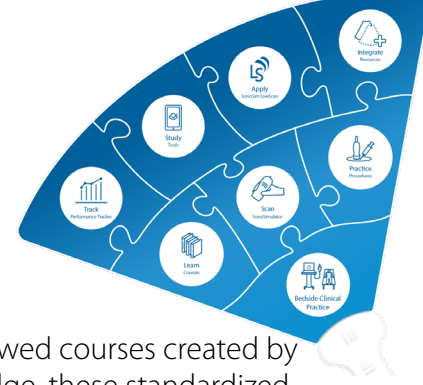 Integrate
Resources
LS
Apply
SonoSim LiveScan
Study
Tools
Practice
Procedures
Track
Performance Tracker
Scan
SonoSimulator
Learn
Courses
Bedside Clinical
Practice
wed courses created by
dge, these standardized